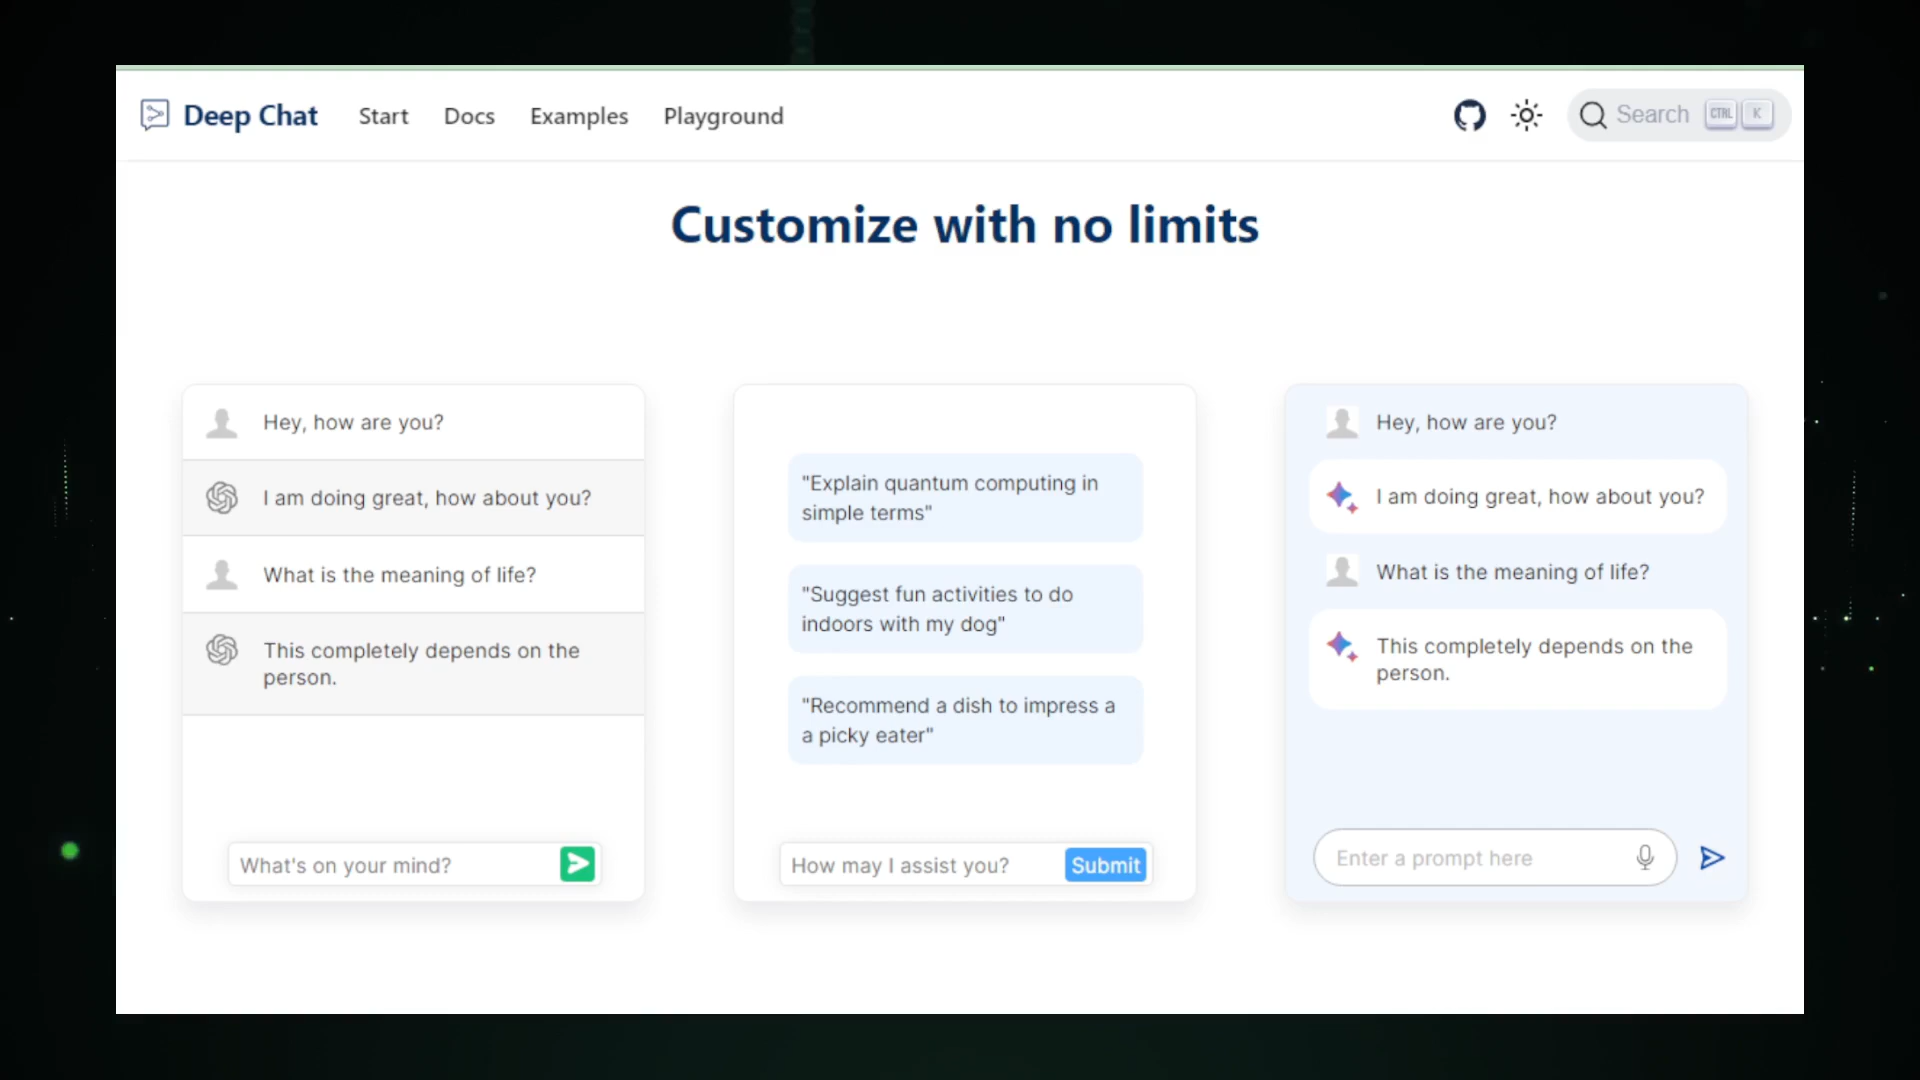 Deep Chat Start Docs Examples Playground Search CTRL K
Customize with no limits
Hey, how are you?
I am doing great, how about you?
What is the meaning of life?
This completely depends on the
person.
What's on your mind?
"Explain quantum computing in
simple terms"
"Suggest fun activities to do
indoors with my dog"
"Recommend a dish to impress a
a picky eater"
How may I assist you? Submit
Hey, how are you?
I am doing great, how about you?
What is the meaning of life?
This completely depends on the
person.
Enter a prompt here